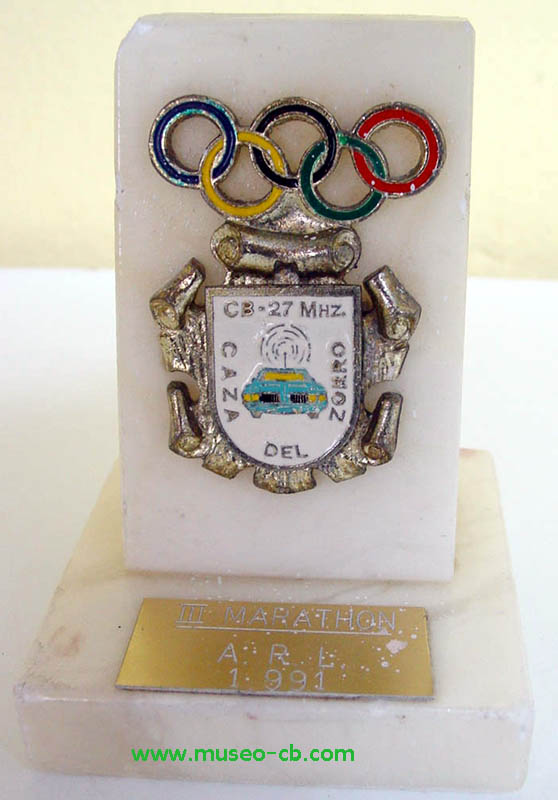 CB-27 MHZ.
CAZA
DEL
ZORRO
III MARATHON
A R L
1.991
www.museo-cb.com